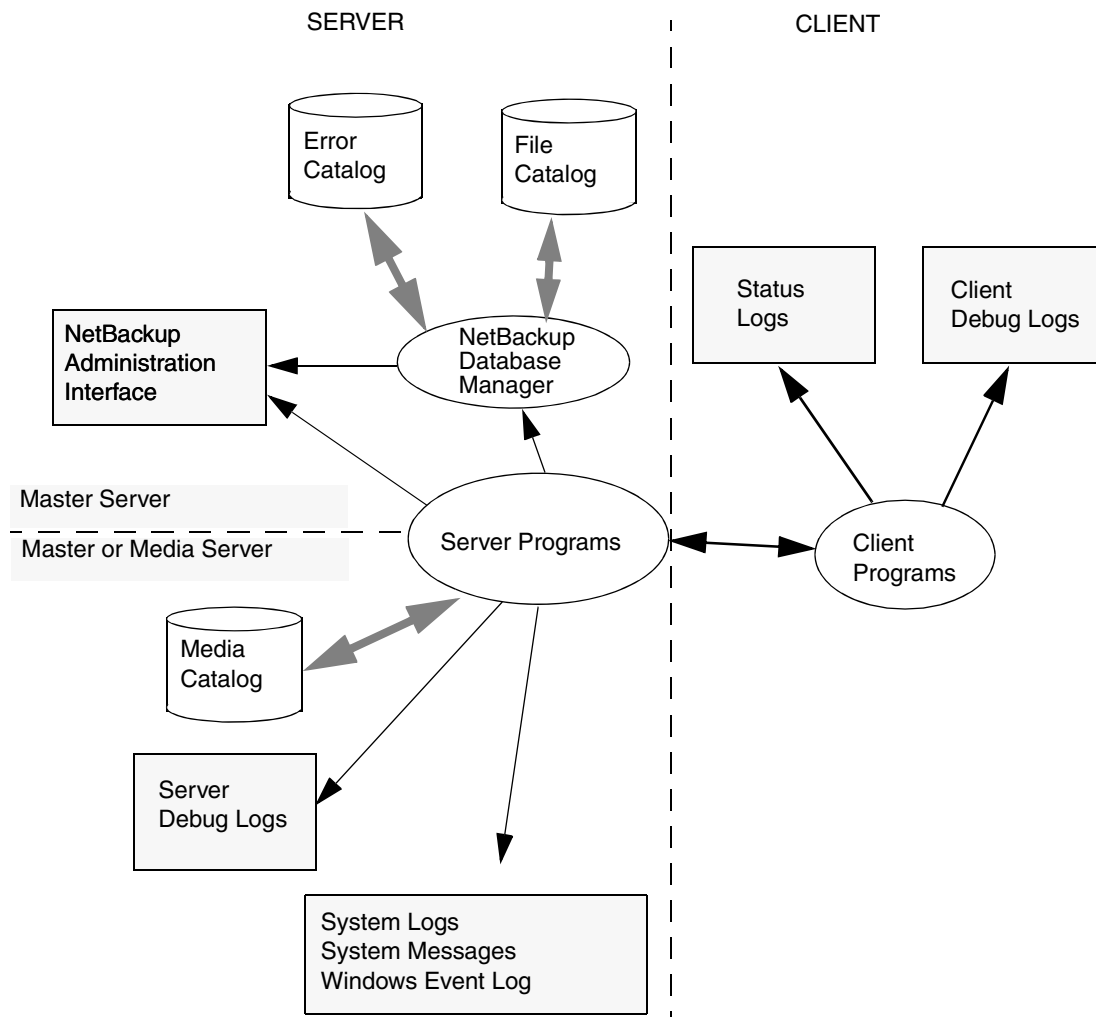 SERVER
CLIENT
Error
Catalog
File
Catalog
Status
Logs
Client
Debug Logs
NetBackup
Administration
Interface
NetBackup
Database
Manager
Master Server
Master or Media Server
Server Programs
Client
Programs
Media
Catalog
Server
Debug Logs
System Logs
System Messages
Windows Event Log